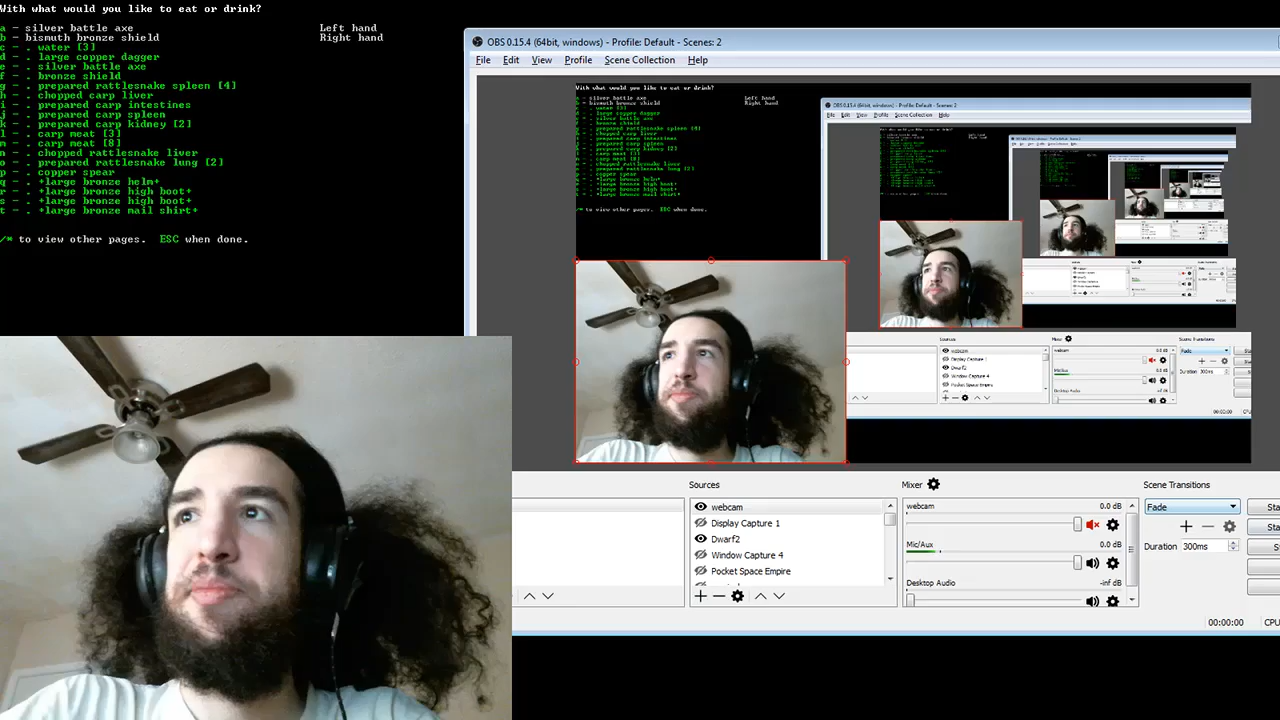 With what would you like to eat or drink?
a - silver battle axe Left hand
b - bismuth bronze shield Right hand
c - . water [3]
d - . large copper dagger
e - . silver battle axe
f - . bronze shield
g - . prepared rattlesnake spleen [4]
h - . chopped carp liver
i - . prepared carp intestines
j - . prepared carp spleen
k - . prepared carp kidney [2]
l - . carp meat [3]
m - . carp meat [8]
n - . chopped rattlesnake liver
o - . prepared rattlesnake lung [2]
p - . copper spear
q - . +large bronze helm+
r - . +large bronze high boot+
s - . +large bronze high boot+
t - . +large bronze mail shirt+
/* to view other pages. ESC when done.
OBS 0.15.4 (64bit, windows) - Profile: Default - Scenes: 2
File Edit View Profile Scene Collection Help
Sources
webcam
Display Capture 1
Dwarf2
Window Capture 4
Pocket Space Empire
Mixer
webcam 0.0 dB
Mic/Aux 0.0 dB
Desktop Audio -inf dB
Scene Transitions
Fade
Duration 300ms
00:00:00 CPU